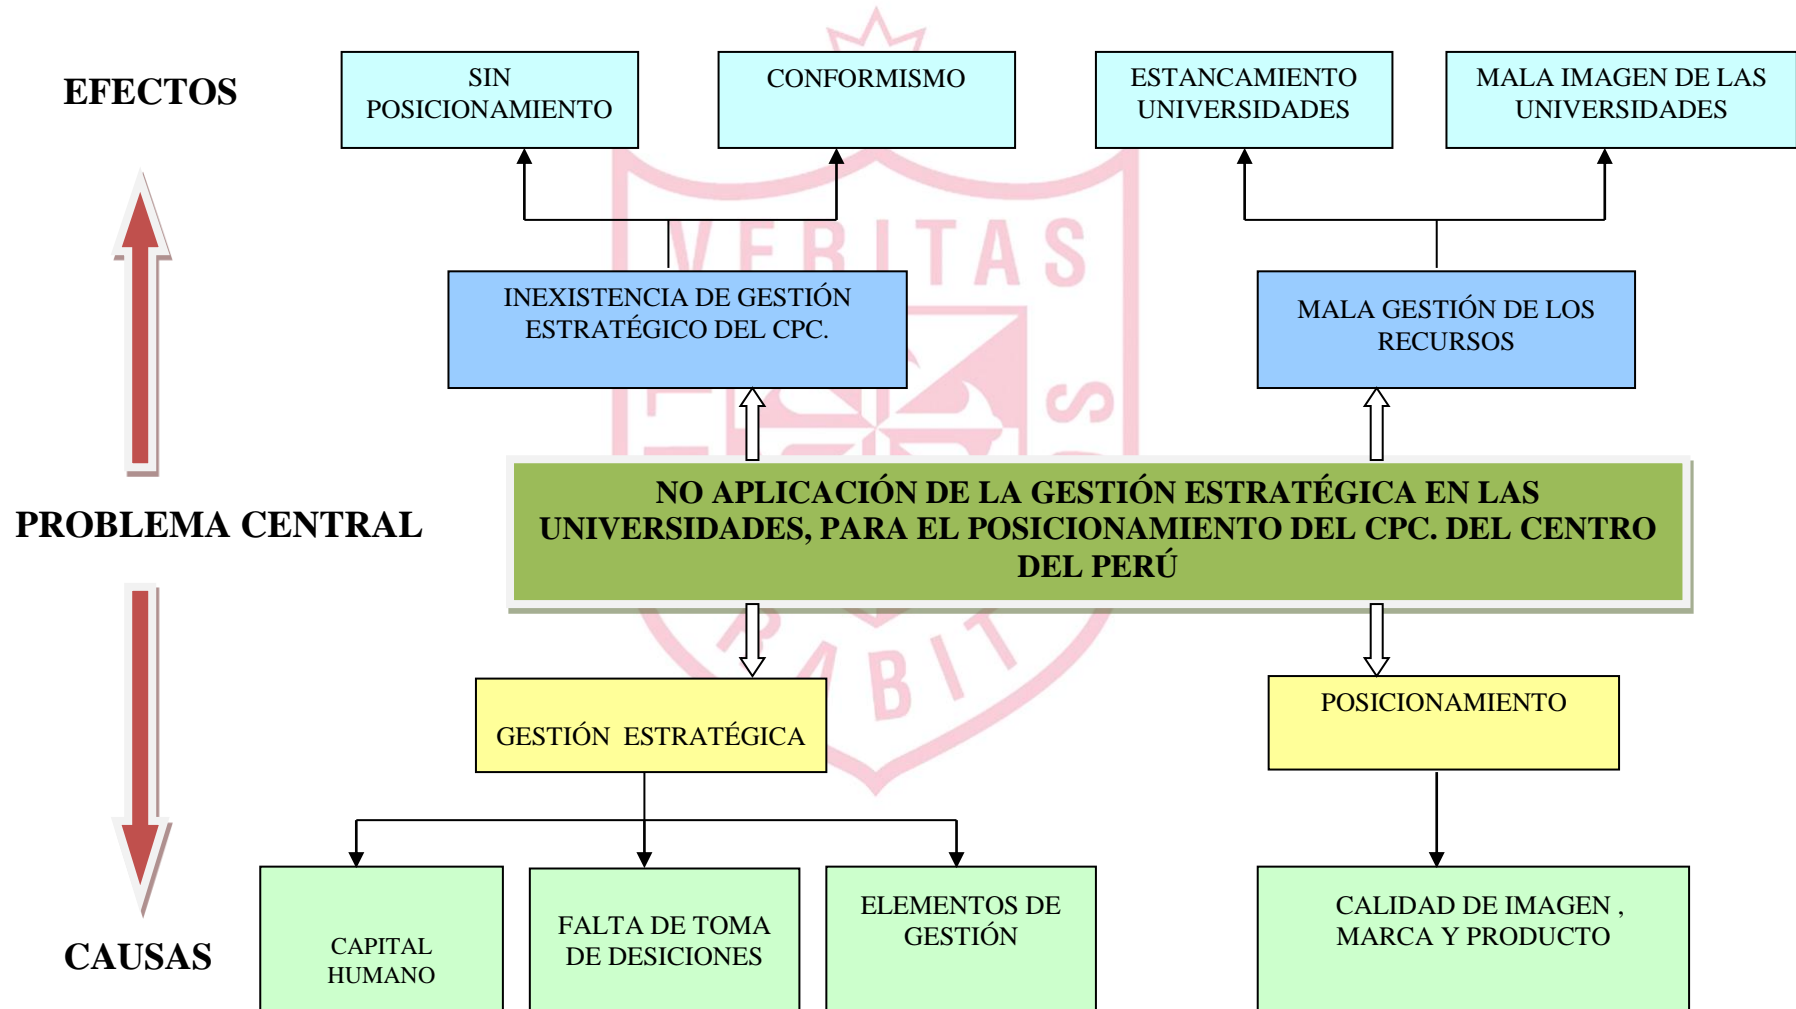 EFECTOS
SIN
POSICIONAMIENTO
CONFORMISMO
ESTANCAMIENTO
UNIVERSIDADES
MALA IMAGEN DE LAS
UNIVERSIDADES
VERITAS
INEXISTENCIA DE GESTIÓN
ESTRATÉGICO DEL CPC.
MALA GESTIÓN DE LOS
RECURSOS
PROBLEMA CENTRAL
NO APLICACIÓN DE LA GESTIÓN ESTRATÉGICA EN LAS
UNIVERSIDADES, PARA EL POSICIONAMIENTO DEL CPC. DEL CENTRO
DEL PERÚ
RABIT
GESTIÓN ESTRATÉGICA
POSICIONAMIENTO
CAUSAS
CAPITAL
HUMANO
FALTA DE TOMA
DE DESICIONES
ELEMENTOS DE
GESTIÓN
CALIDAD DE IMAGEN ,
MARCA Y PRODUCTO